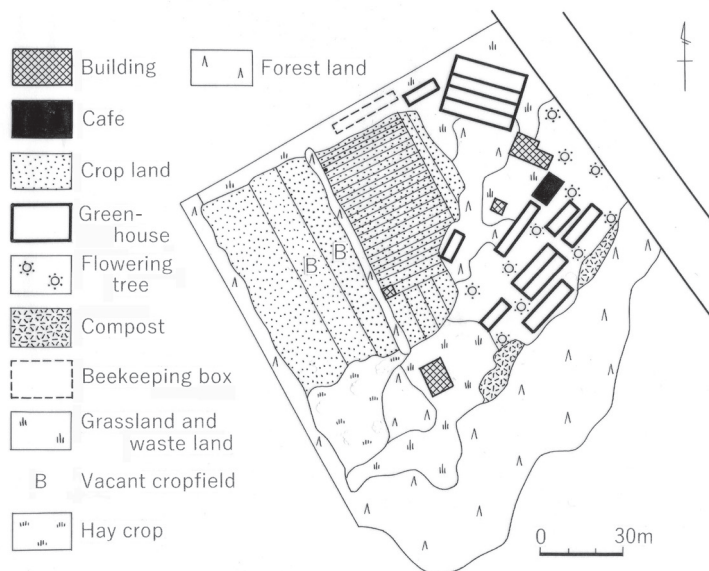 Building
Forest land
Cafe
Crop land
Green-
house
Flowering
tree
Compost
Beekeeping box
Grassland and
waste land
B Vacant cropfield
Hay crop
B
B
0 30m